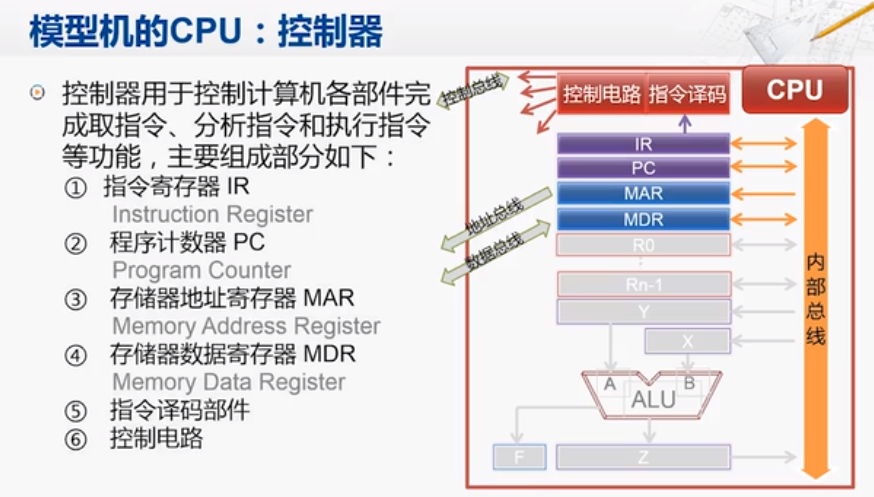 模型机的CPU：控制器
控制器用于控制计算机各部件完
成取指令、分析指令和执行指令
等功能，主要组成部分如下：
① 指令寄存器 IR
Instruction Register
② 程序计数器 PC
Program Counter
③ 存储器地址寄存器 MAR
Memory Address Register
④ 存储器数据寄存器 MDR
Memory Data Register
⑤ 指令译码部件
⑥ 控制电路
控制总线
地址总线
数据总线
控制电路 指令译码
CPU
IR
PC
MAR
MDR
R0
Rn-1
Y
X
A
B
ALU
F
Z
内部总线